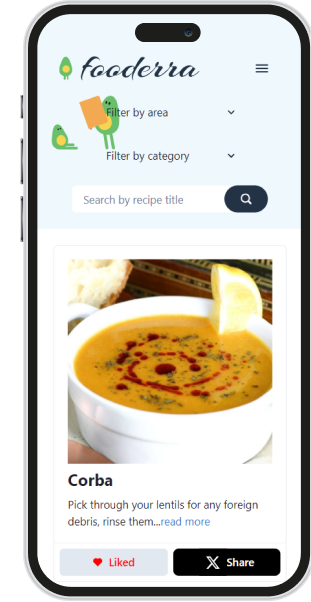 fooderra
Filter by area
Filter by category
Search by recipe title
Corba
Pick through your lentils for any foreign
debris, rinse them...read more
Liked
Share